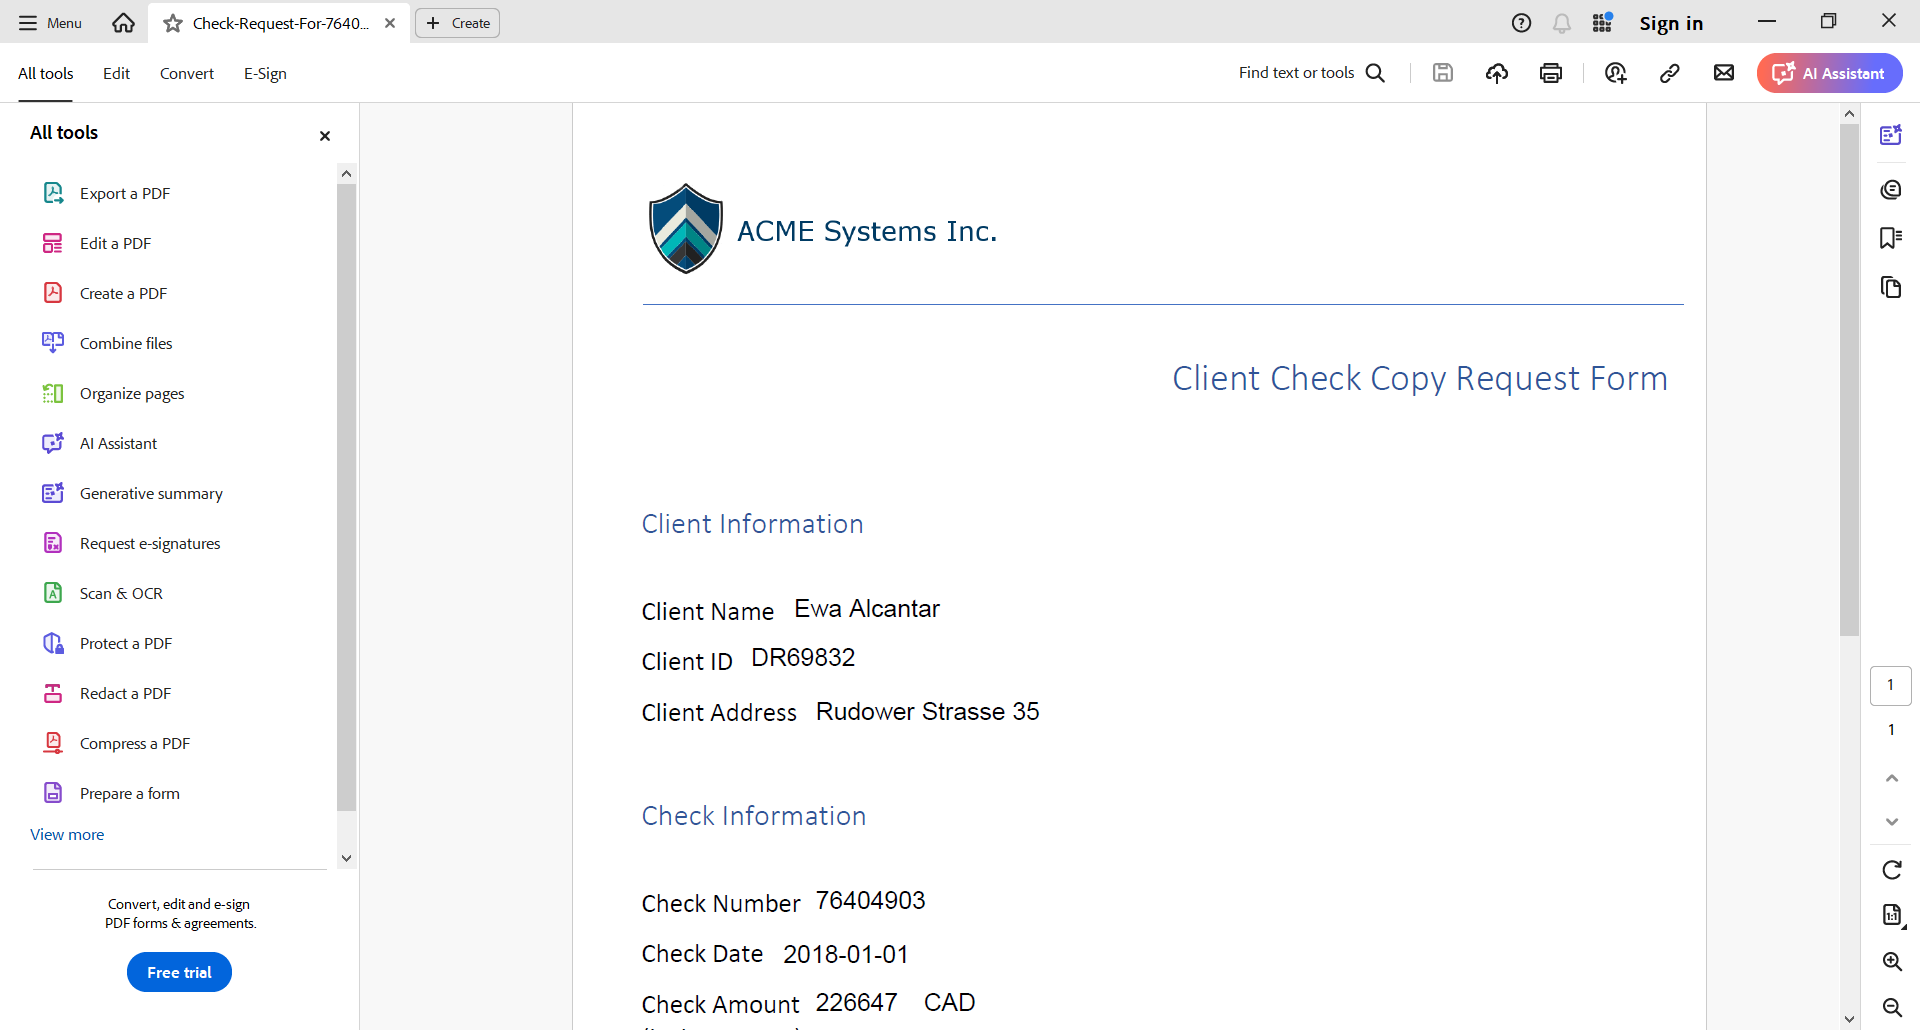 Menu
Check-Request-For-7640...
Create
Sign in
All tools
Edit
Convert
E-Sign
Find text or tools
AI Assistant
All tools
Export a PDF
Edit a PDF
Create a PDF
Combine files
Organize pages
AI Assistant
Generative summary
Request e-signatures
Scan & OCR
Protect a PDF
Redact a PDF
Compress a PDF
Prepare a form
View more
Convert, edit and e-sign
PDF forms & agreements.
Free trial
ACME Systems Inc.
Client Check Copy Request Form
Client Information
Client Name Ewa Alcantar
Client ID DR69832
Client Address Rudower Strasse 35
Check Information
Check Number 76404903
Check Date 2018-01-01
Check Amount 226647 CAD
1
1